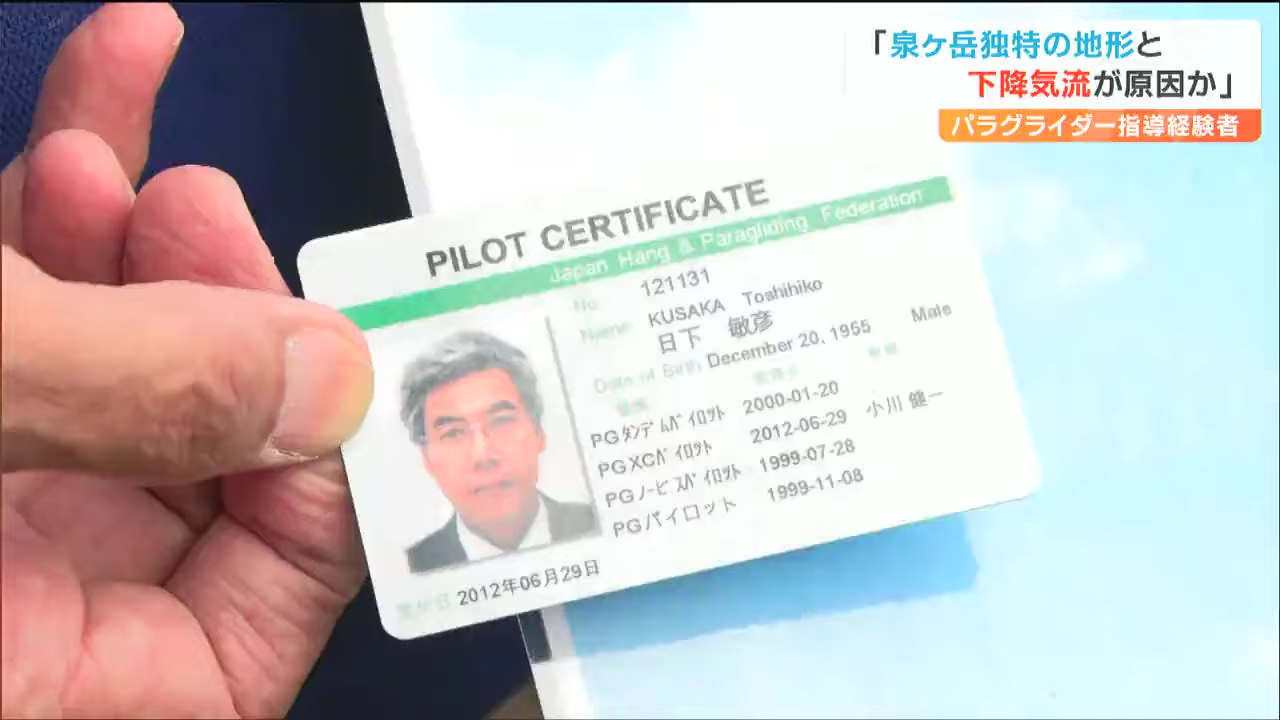 「泉ヶ岳独特の地形と
下降気流が原因か」
パラグライダー指導経験者
PILOT CERTIFICATE
Japan Hang & Paragliding Federation
No. 121131
Name KUSAKA Toshihiko
日下 敏彦
Date of Birth December 20, 1955 Male
PGﾀﾝﾃﾞﾑﾊﾟｲﾛｯﾄ 2000-01-20
PGXCﾊﾟｲﾛｯﾄ 2012-06-29 小川 健一
PGﾉｰﾋﾞｽﾊﾟｲﾛｯﾄ 1999-07-28
PGパイロット 1999-11-08
2012年06月29日